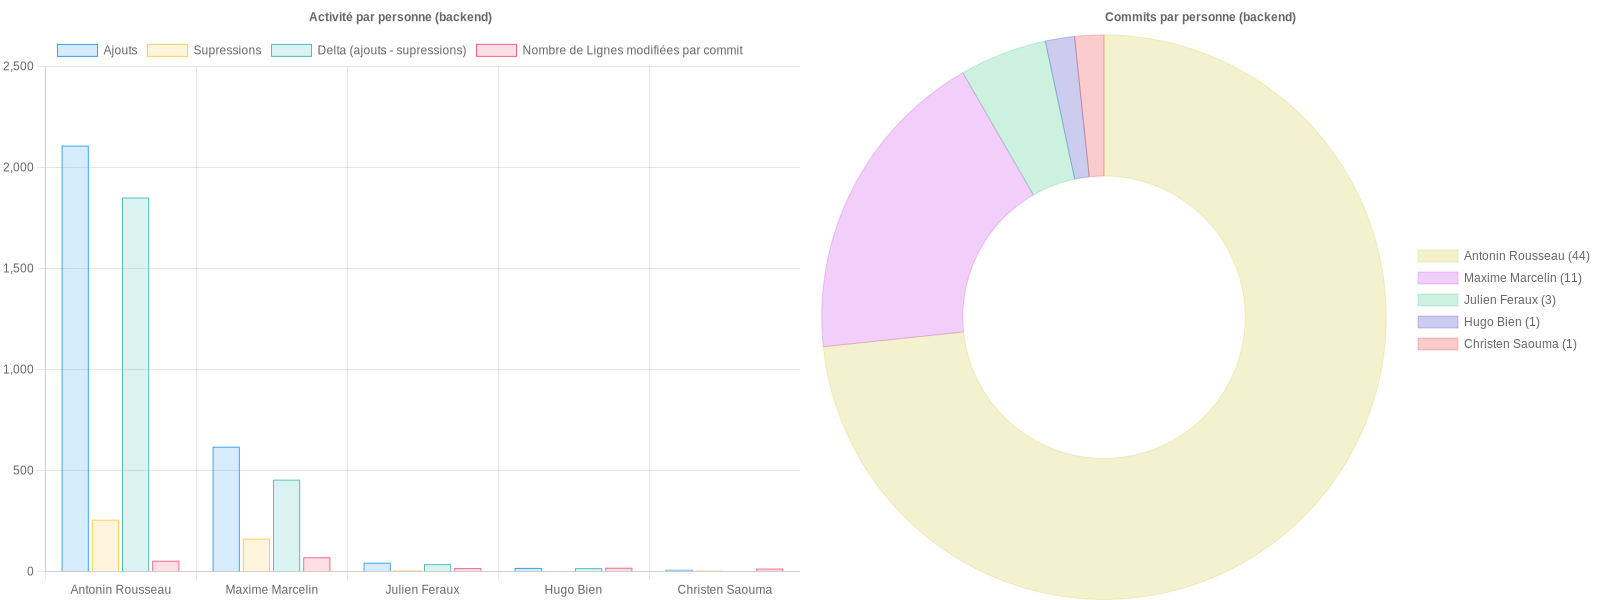 Activité par personne (backend)
Ajouts
Supressions
Delta (ajouts - supressions)
Nombre de Lignes modifiées par commit
2,500
2,000
1,500
1,000
500
0
Antonin Rousseau
Maxime Marcelin
Julien Feraux
Hugo Bien
Christen Saouma
Commits par personne (backend)
Antonin Rousseau (44)
Maxime Marcelin (11)
Julien Feraux (3)
Hugo Bien (1)
Christen Saouma (1)